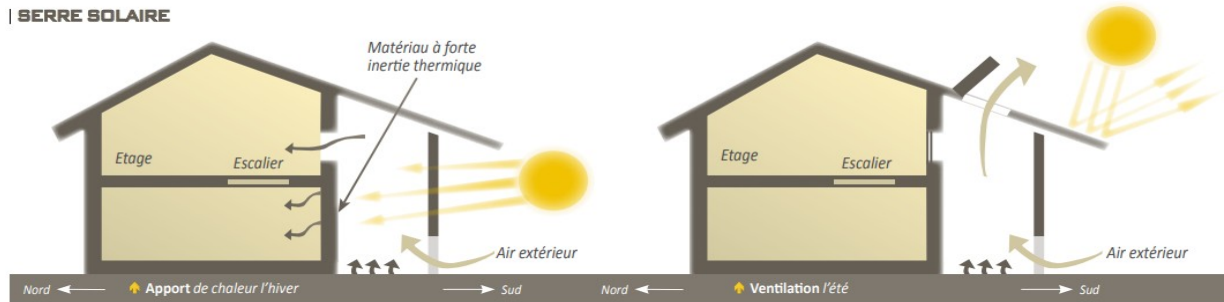 SERRE SOLAIRE
Matériau à forte
inertie thermique
Etage
Escalier
Air extérieur
Nord
Apport de chaleur l'hiver
Sud
Etage
Escalier
Air extérieur
Nord
Ventilation l'été
Sud